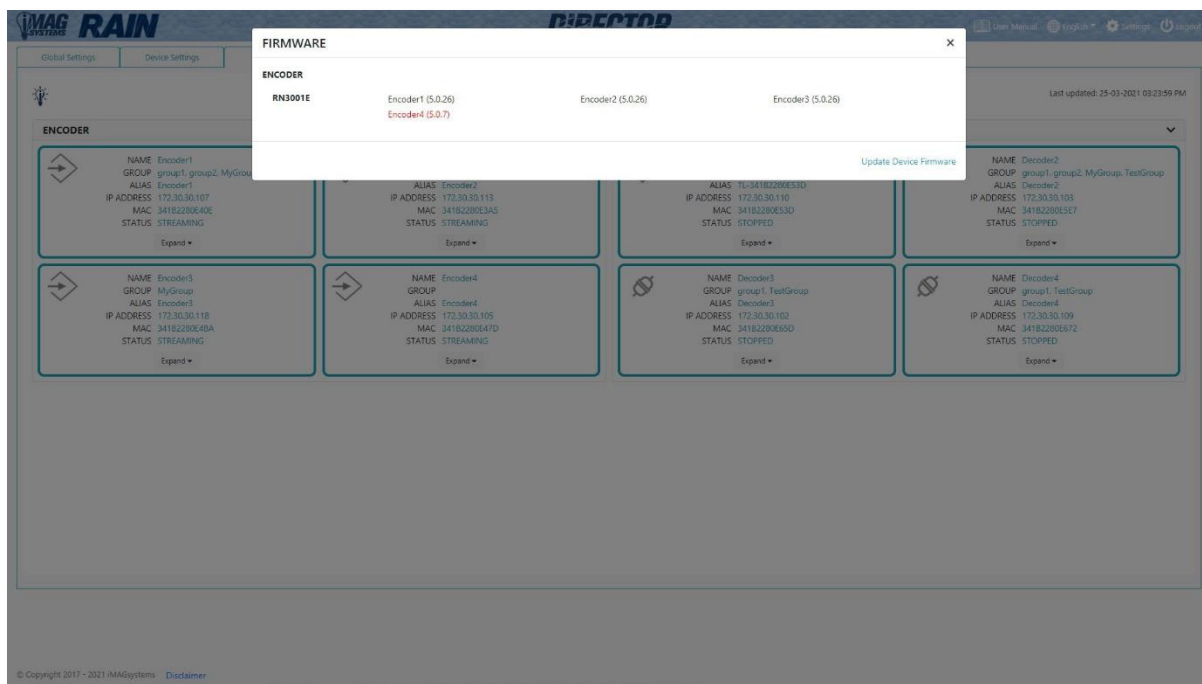 iMAG SYSTEMS RAIN
DIRECTOR
User Manual English Settings Logout
Global Settings Device Settings
Last updated: 25-03-2021 03:23:59 PM
FIRMWARE ×
ENCODER
RN3001E Encoder1 (5.0.26) Encoder2 (5.0.26) Encoder3 (5.0.26)
Encoder4 (5.0.7)
Update Device Firmware
ENCODER
NAME Encoder1
GROUP group1, group2, MyGrou
ALIAS Encoder1
IP ADDRESS 172.30.30.107
MAC 341B2280E40E
STATUS STREAMING
Expand
ALIAS Encoder2
IP ADDRESS 172.30.30.113
MAC 341B2280E3A5
STATUS STREAMING
Expand
ALIAS TL-341B2280E53D
IP ADDRESS 172.30.30.110
MAC 341B2280E53D
STATUS STOPPED
Expand
NAME Decoder2
GROUP group1, group2, MyGroup, TestGroup
ALIAS Decoder2
IP ADDRESS 172.30.30.103
MAC 341B2280E5E7
STATUS STOPPED
Expand
NAME Encoder3
GROUP MyGroup
ALIAS Encoder3
IP ADDRESS 172.30.30.118
MAC 341B2280E4BA
STATUS STREAMING
Expand
NAME Encoder4
GROUP
ALIAS Encoder4
IP ADDRESS 172.30.30.105
MAC 341B2280E47D
STATUS STREAMING
Expand
NAME Decoder3
GROUP group1, TestGroup
ALIAS Decoder3
IP ADDRESS 172.30.30.102
MAC 341B2280E65D
STATUS STOPPED
Expand
NAME Decoder4
GROUP group1, TestGroup
ALIAS Decoder4
IP ADDRESS 172.30.30.109
MAC 341B2280E672
STATUS STOPPED
Expand
© Copyright 2017 - 2021 iMAGsystems Disclaimer